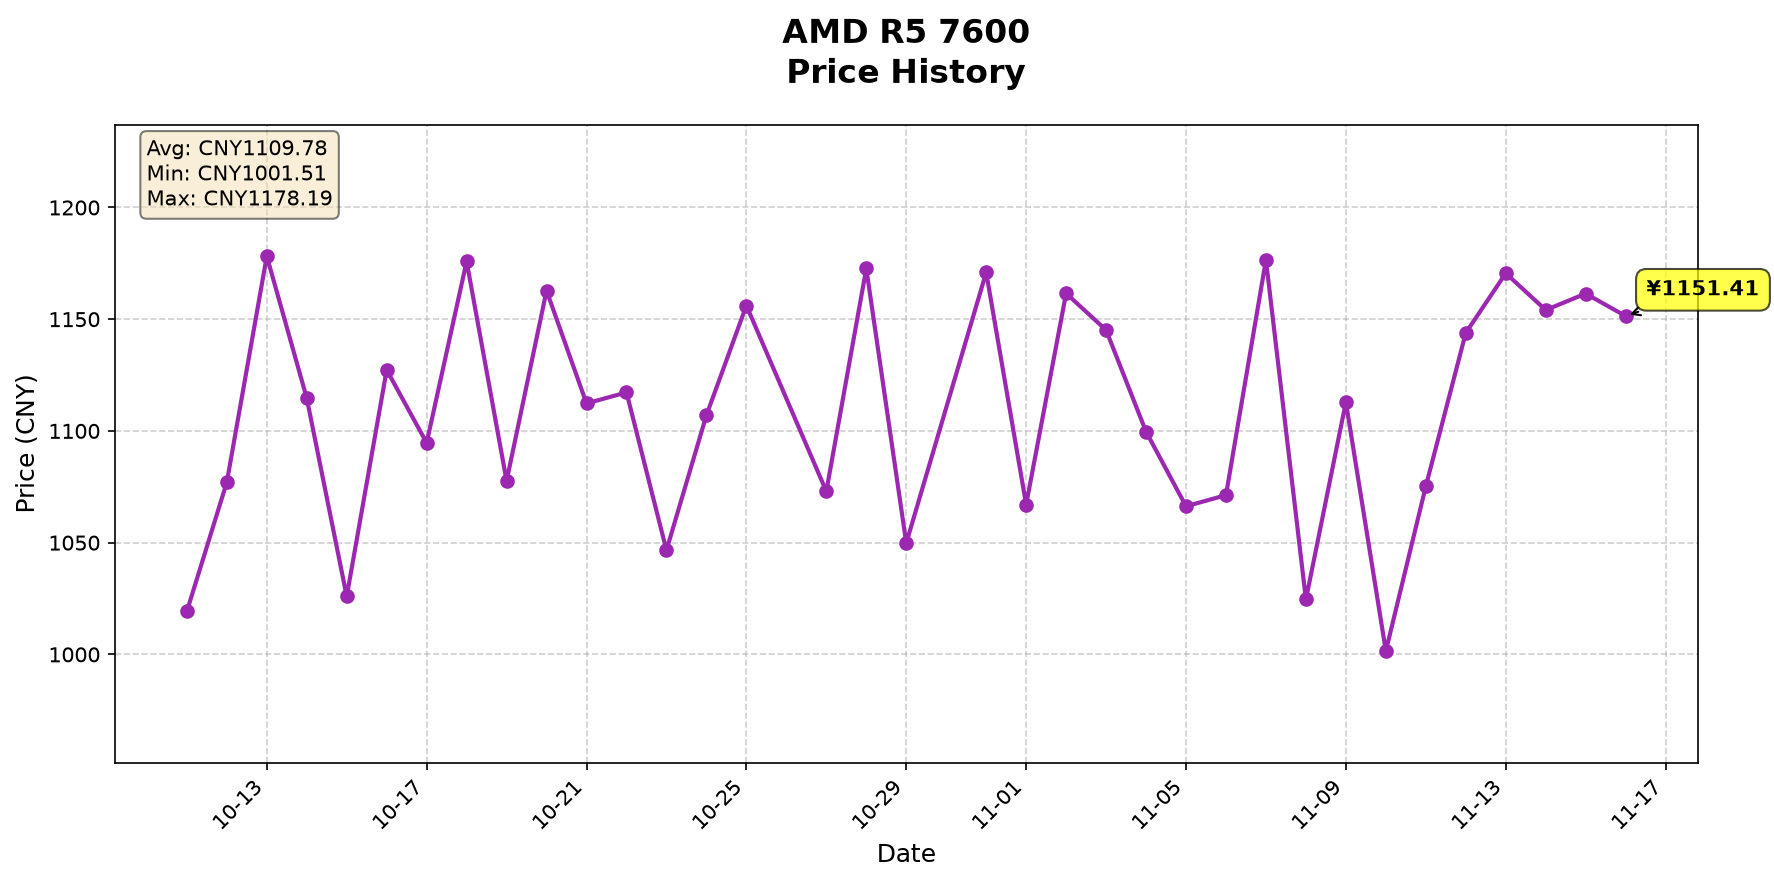 AMD R5 7600
Price History
Avg: CNY1109.78
Min: CNY1001.51
Max: CNY1178.19
¥1151.41
Price (CNY)
1200
1150
1100
1050
1000
10-13
10-17
10-21
10-25
10-29
11-01
11-05
11-09
11-13
11-17
Date